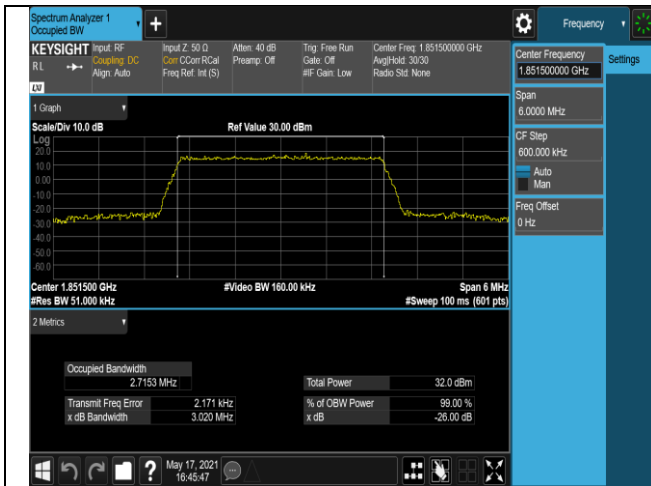 Spectrum Analyzer 1
Occupied BW
Frequency
KEYSIGHT
RL
LXI
Input: RF
Coupling: DC
Align: Auto
Input Z: 50 Ω
Corr CCorr RCal
Freq Ref: Int (S)
Atten: 40 dB
Preamp: Off
Trig: Free Run
Gate: Off
#IF Gain: Low
Center Freq: 1.851500000 GHz
Avg|Hold: 30/30
Radio Std: None
Center Frequency
1.851500000 GHz
Settings
Span
6.0000 MHz
CF Step
600.000 kHz
Auto
Man
Freq Offset
0 Hz
1 Graph
Scale/Div 10.0 dB
Ref Value 30.00 dBm
Log
20.0
10.0
0.00
-10.0
-20.0
-30.0
-40.0
-50.0
-60.0
Center 1.851500 GHz
#Video BW 160.00 kHz
Span 6 MHz
#Res BW 51.000 kHz
#Sweep 100 ms (601 pts)
2 Metrics
Occupied Bandwidth
2.7153 MHz
Total Power 32.0 dBm
Transmit Freq Error 2.171 kHz
% of OBW Power 99.00 %
x dB Bandwidth 3.020 MHz
x dB -26.00 dB
?
May 17, 2021
16:45:47